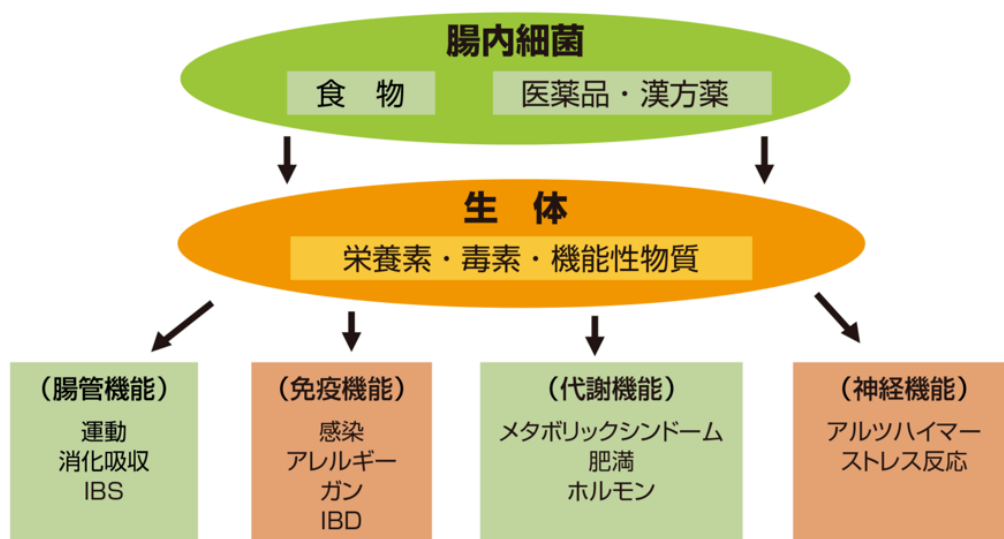 腸内細菌
食　物
医薬品・漢方薬
生　体
栄養素・毒素・機能性物質
（腸管機能）
運動
消化吸収
IBS
（免疫機能）
感染
アレルギー
ガン
IBD
（代謝機能）
メタボリックシンドーム
肥満
ホルモン
（神経機能）
アルツハイマー
ストレス反応